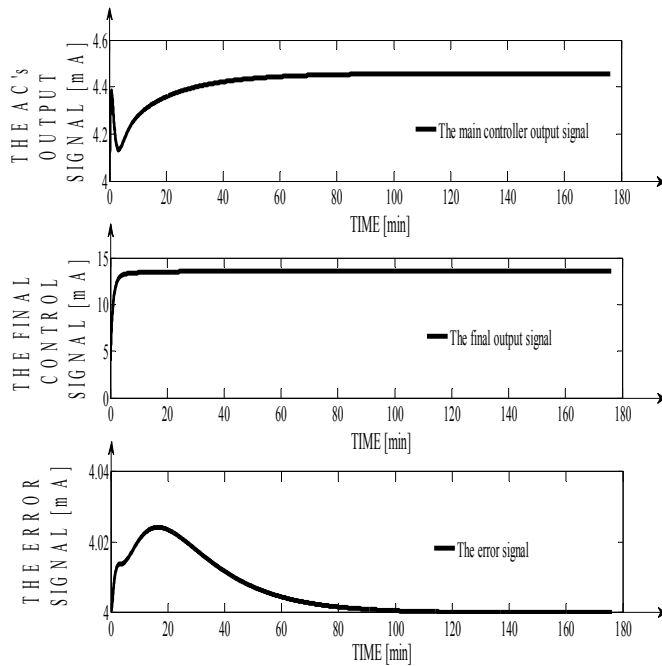 THE AC's
OUTPUT
SIGNAL [mA]
4.6
4.4
4.2
4
The main controller output signal
0 20 40 60 80 100 120 140 160 180
TIME [min]
THE FINAL
CONTROL
SIGNAL [mA]
15
10
5
0
The final output signal
0 20 40 60 80 100 120 140 160 180
TIME [min]
THE ERROR
SIGNAL [mA]
4.04
4.02
4
The error signal
0 20 40 60 80 100 120 140 160 180
TIME [min]